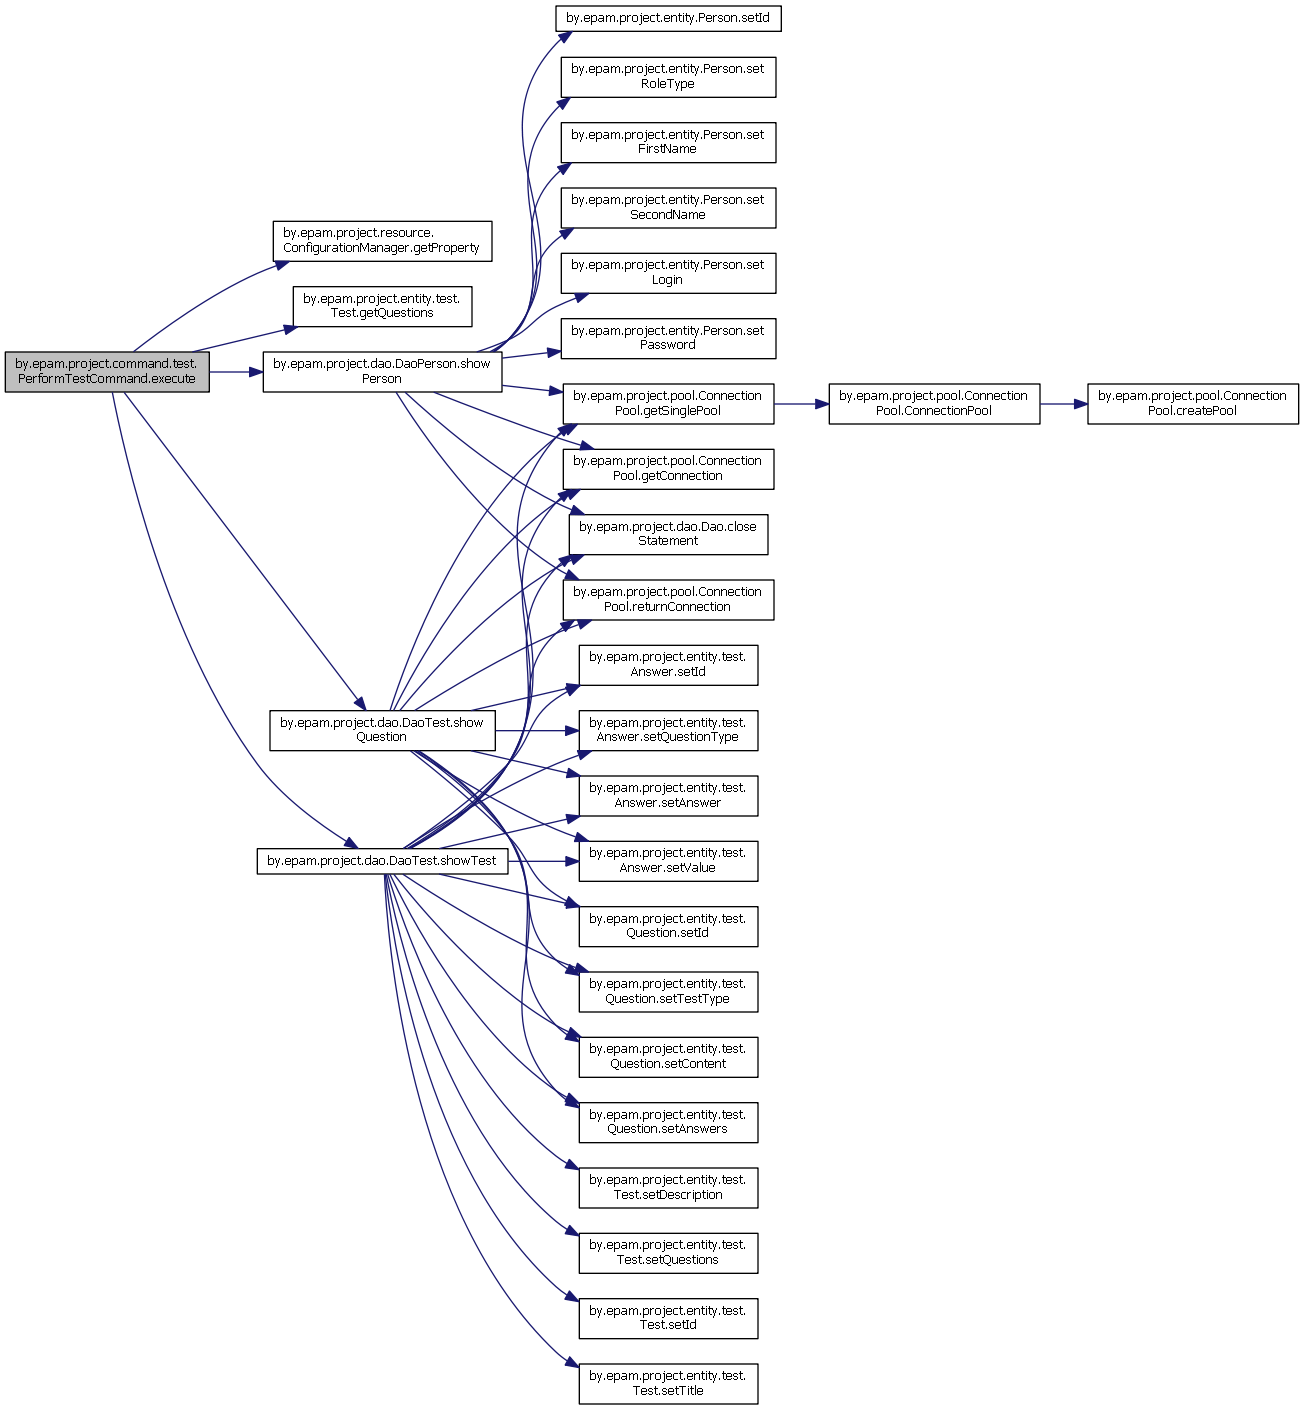 by.epam.project.entity.Person.setId
by.epam.project.entity.Person.set
RoleType
by.epam.project.entity.Person.set
FirstName
by.epam.project.entity.Person.set
SecondName
by.epam.project.resource.
ConfigurationManager.getProperty
by.epam.project.entity.Person.set
Login
by.epam.project.entity.test.
Test.getQuestions
by.epam.project.entity.Person.set
Password
by.epam.project.command.test.
PerformTestCommand.execute
by.epam.project.dao.DaoPerson.show
Person
by.epam.project.pool.Connection
Pool.getSinglePool
by.epam.project.pool.Connection
Pool.ConnectionPool
by.epam.project.pool.Connection
Pool.createPool
by.epam.project.pool.Connection
Pool.getConnection
by.epam.project.dao.Dao.close
Statement
by.epam.project.pool.Connection
Pool.returnConnection
by.epam.project.entity.test.
Answer.setId
by.epam.project.dao.DaoTest.show
Question
by.epam.project.entity.test.
Answer.setQuestionType
by.epam.project.entity.test.
Answer.setAnswer
by.epam.project.dao.DaoTest.showTest
by.epam.project.entity.test.
Answer.setValue
by.epam.project.entity.test.
Question.setId
by.epam.project.entity.test.
Question.setTestType
by.epam.project.entity.test.
Question.setContent
by.epam.project.entity.test.
Question.setAnswers
by.epam.project.entity.test.
Test.setDescription
by.epam.project.entity.test.
Test.setQuestions
by.epam.project.entity.test.
Test.setId
by.epam.project.entity.test.
Test.setTitle